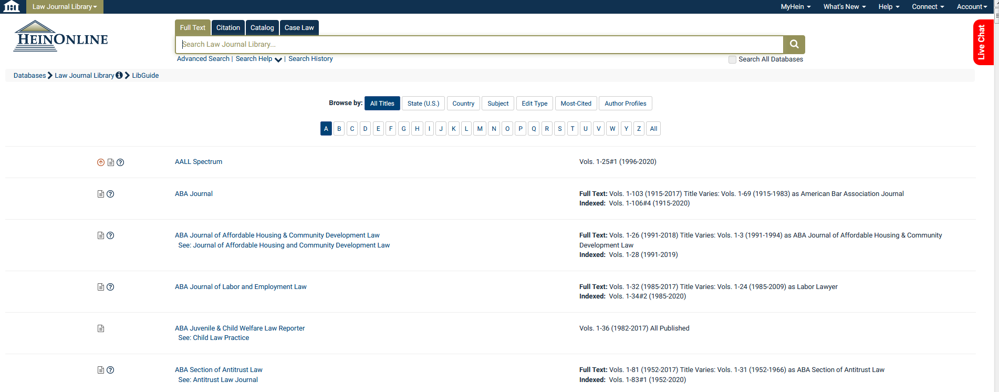 Law Journal Library MyHein What's New Help Connect Account
HEINONLINE
Full Text Citation Catalog Case Law
Search Law Journal Library...
Advanced Search | Search Help | Search History
Search All Databases
Live Chat
Databases Law Journal Library LibGuide
Browse by: All Titles State (U.S.) Country Subject Edit Type Most-Cited Author Profiles
A B C D E F G H I J K L M N O P Q R S T U V W Y Z All
AALL Spectrum
Vols. 1-25#1 (1996-2020)
ABA Journal
Full Text: Vols. 1-103 (1915-2017) Title Varies: Vols. 1-69 (1915-1983) as American Bar Association Journal
Indexed: Vols. 1-106#4 (1915-2020)
ABA Journal of Affordable Housing & Community Development Law
See: Journal of Affordable Housing and Community Development Law
Full Text: Vols. 1-26 (1991-2018) Title Varies: Vols. 1-3 (1991-1994) as ABA Journal of Affordable Housing & Community
Development Law
Indexed: Vols. 1-28 (1991-2019)
ABA Journal of Labor and Employment Law
Full Text: Vols. 1-32 (1985-2017) Title Varies: Vols. 1-24 (1985-2009) as Labor Lawyer
Indexed: Vols. 1-34#2 (1985-2020)
ABA Juvenile & Child Welfare Law Reporter
See: Child Law Practice
Vols. 1-36 (1982-2017) All Published
ABA Section of Antitrust Law
See: Antitrust Law Journal
Full Text: Vols. 1-81 (1952-2017) Title Varies: Vols. 1-31 (1952-1966) as ABA Section of Antitrust Law
Indexed: Vols. 1-83#1 (1952-2020)